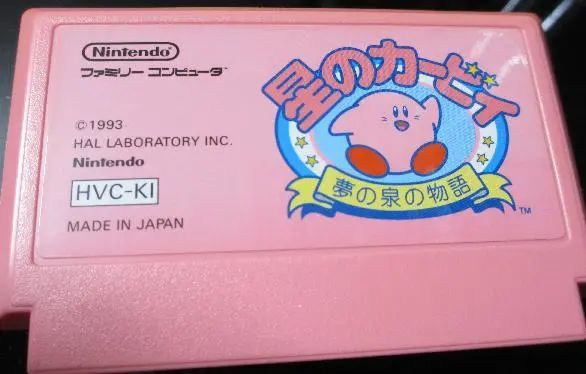 Nintendo
ファミリー コンピュータ
©1993
HAL LABORATORY INC.
Nintendo
HVC-KI
MADE IN JAPAN
星のカービィ
夢の泉の物語
TM